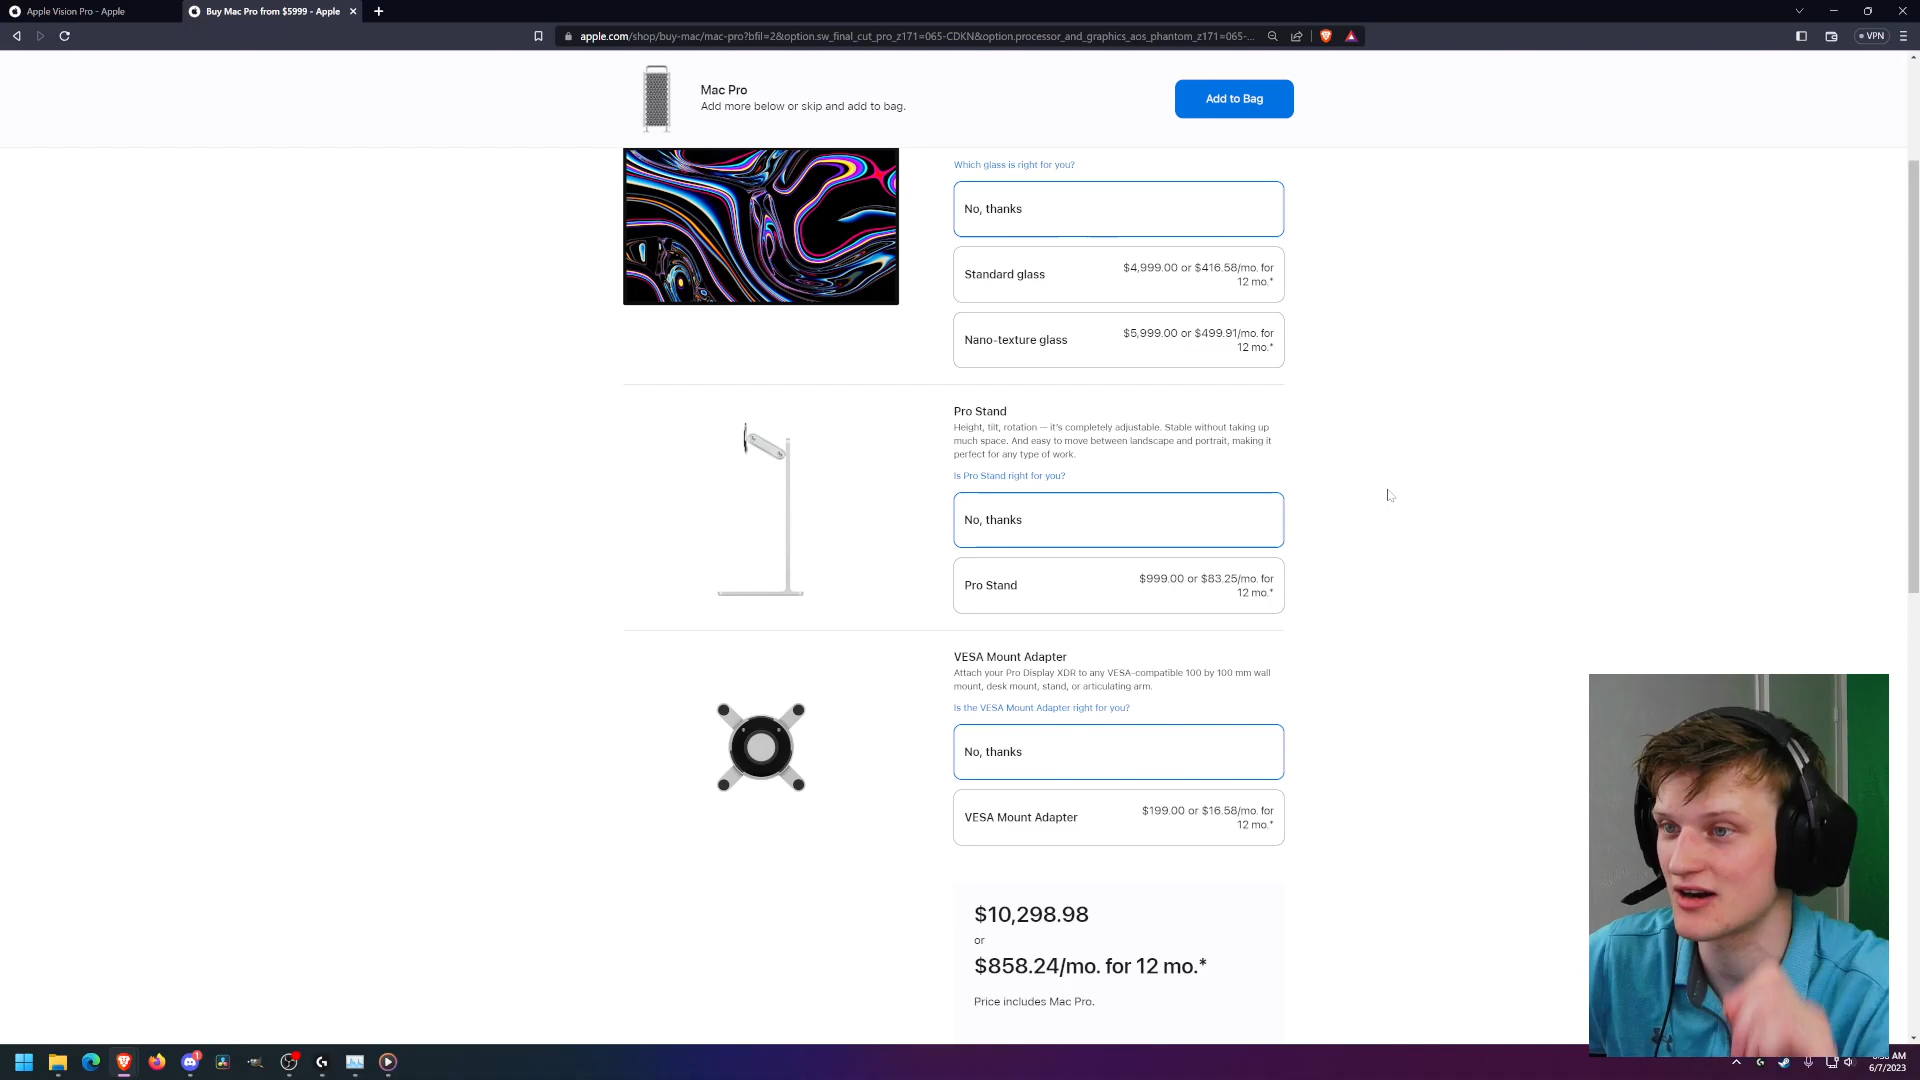 Apple Vision Pro - Apple
Buy Mac Pro from $5999 - Apple
apple.com/shop/buy-mac/mac-pro?bfil=2&option.sw_final_cut_pro_z171=065-CDKN&option.processor_and_graphics_aos_phantom_z171=065-...
VPN
Mac Pro
Add more below or skip and add to bag.
Add to Bag
Which glass is right for you?
No, thanks
Standard glass
$4,999.00 or $416.58/mo. for
12 mo.*
Nano-texture glass
$5,999.00 or $499.91/mo. for
12 mo.*
Pro Stand
Height, tilt, rotation — it's completely adjustable. Stable without taking up
much space. And easy to move between landscape and portrait, making it
perfect for any type of work.
Is Pro Stand right for you?
No, thanks
Pro Stand
$999.00 or $83.25/mo. for
12 mo.*
VESA Mount Adapter
Attach your Pro Display XDR to any VESA-compatible 100 by 100 mm wall
mount, desk mount, stand, or articulating arm.
Is the VESA Mount Adapter right for you?
No, thanks
VESA Mount Adapter
$199.00 or $16.58/mo. for
12 mo.*
$10,298.98
or
$858.24/mo. for 12 mo.*
Price includes Mac Pro.
1
AM
6/7/2023